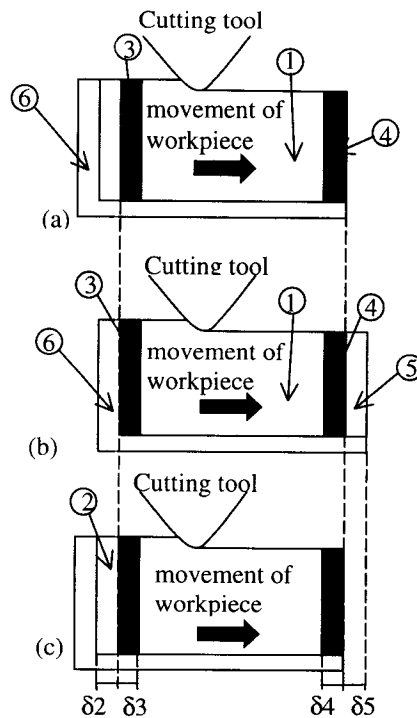 Cutting tool
③
①
⑥
movement of
workpiece
④
(a)
Cutting tool
③
①
④
⑥
movement of
workpiece
⑤
(b)
Cutting tool
②
movement of
workpiece
(c)
δ2 δ3 δ4 δ5